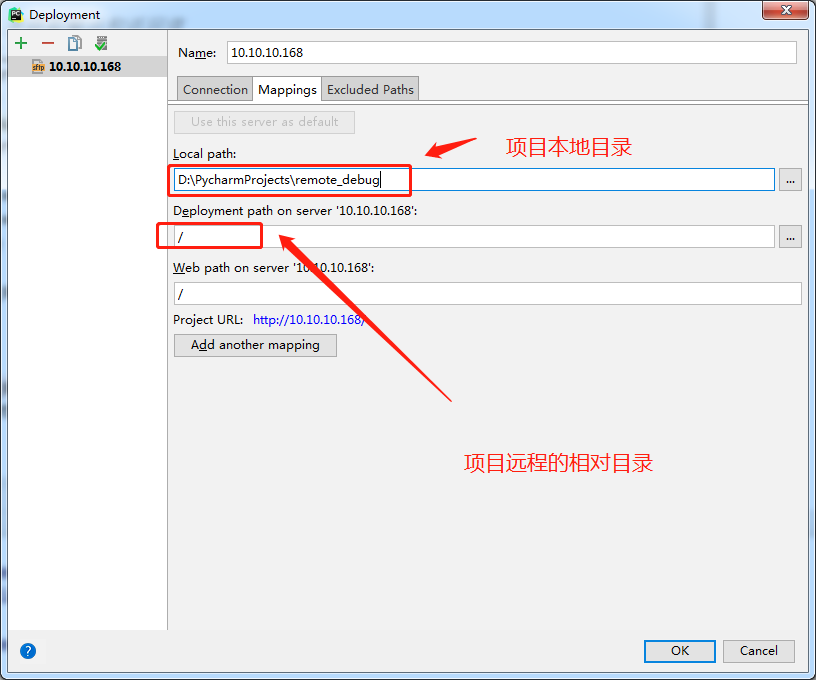 Deployment
10.10.10.168
Name: 10.10.10.168
Connection Mappings Excluded Paths
Use this server as default
Local path:
项目本地目录
D:\PycharmProjects\remote_debug
...
Deployment path on server '10.10.10.168':
/
...
Web path on server '10.10.10.168':
/
Project URL: http://10.10.10.168/
Add another mapping
项目远程的相对目录
? OK Cancel